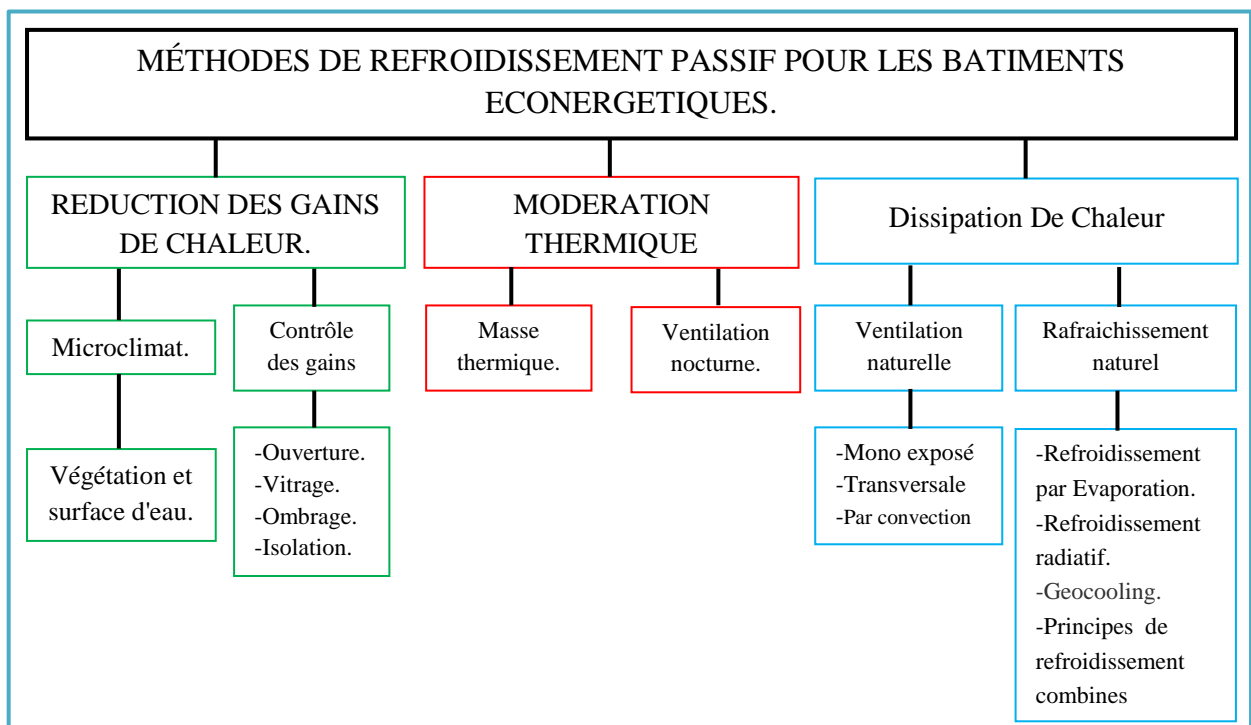 MÉTHODES DE REFROIDISSEMENT PASSIF POUR LES BATIMENTS
ECONERGETIQUES.
REDUCTION DES GAINS
DE CHALEUR.
MODERATION
THERMIQUE
Dissipation De Chaleur
Microclimat.
Contrôle
des gains
Masse
thermique.
Ventilation
nocturne.
Ventilation
naturelle
Rafraichissement
naturel
Végétation et
surface d'eau.
-Ouverture.
-Vitrage.
-Ombrage.
-Isolation.
-Mono exposé
-Transversale
-Par convection
-Refroidissement
par Evaporation.
-Refroidissement
radiatif.
-Geocooling.
-Principes de
refroidissement
combines